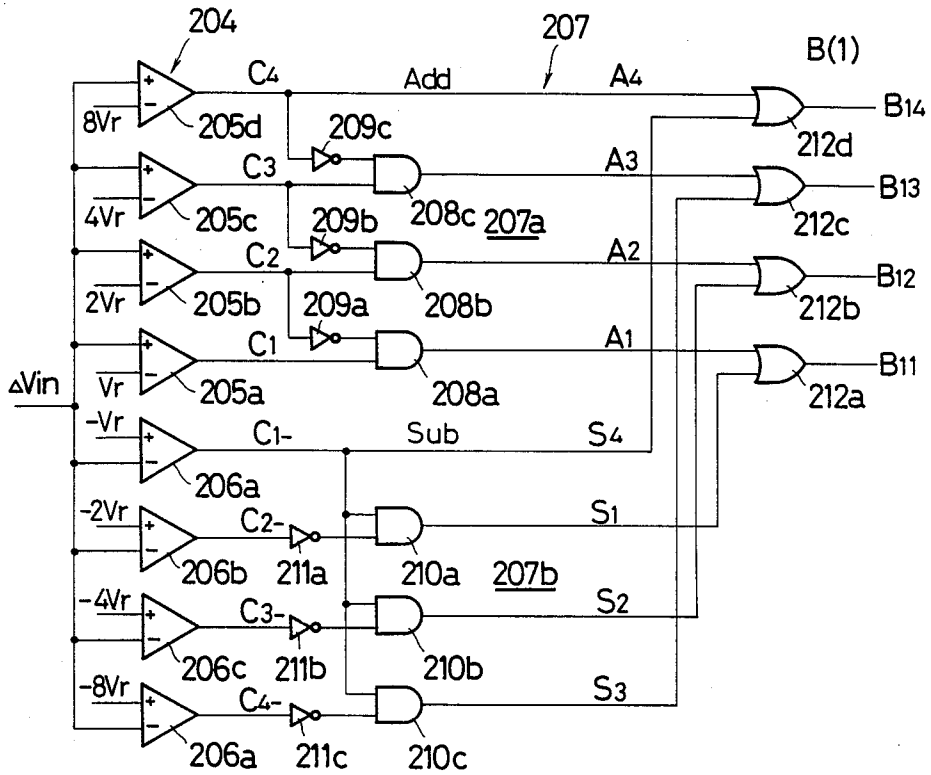 204
207
B(1)
C4
Add
A4
B14
8Vr
205d
209c
212d
C3
A3
B13
4Vr
205c
209b
208c
207a
212c
C2
A2
B12
2Vr
205b
209a
208b
212b
C1
A1
B11
Vr
205a
208a
212a
ΔVin
-Vr
C1-
Sub
S4
206a
-2Vr
C2-
S1
206b
211a
210a
207b
-4Vr
C3-
S2
206c
211b
210b
-8Vr
C4-
S3
206a
211c
210c